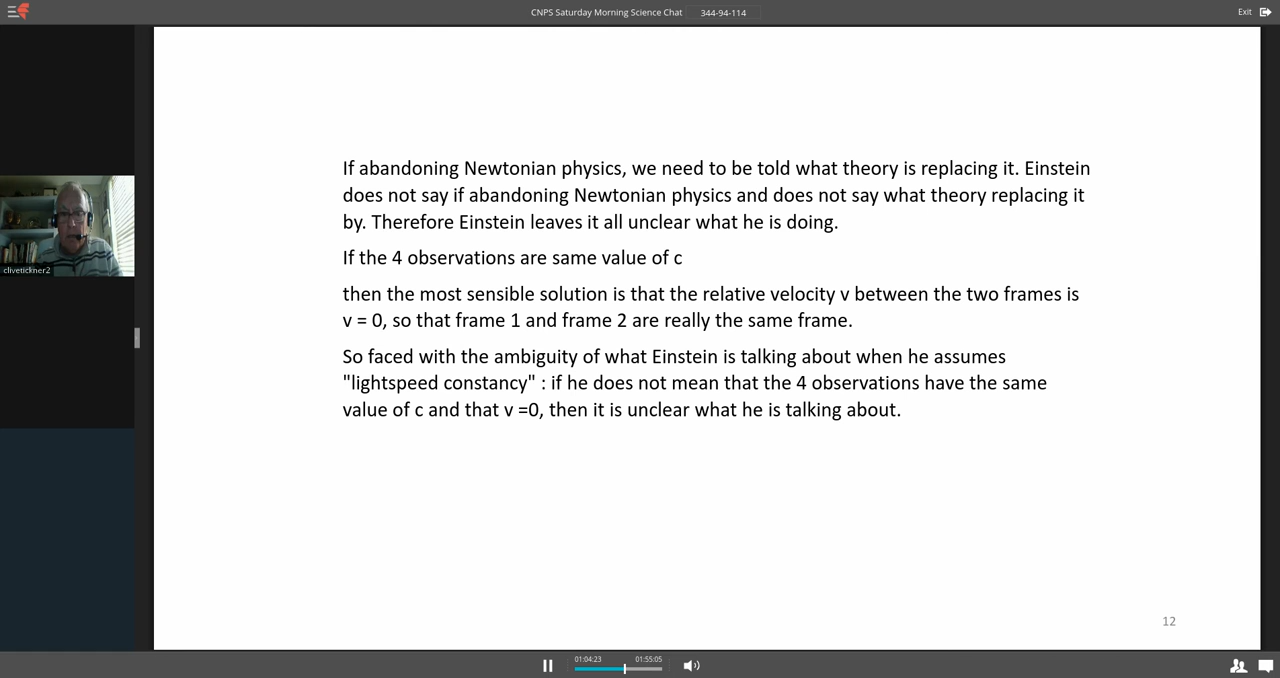 CNPS Saturday Morning Science Chat 344-94-114 Exit
If abandoning Newtonian physics, we need to be told what theory is replacing it. Einstein
does not say if abandoning Newtonian physics and does not say what theory replacing it
by. Therefore Einstein leaves it all unclear what he is doing.
If the 4 observations are same value of c
then the most sensible solution is that the relative velocity v between the two frames is
v = 0, so that frame 1 and frame 2 are really the same frame.
So faced with the ambiguity of what Einstein is talking about when he assumes
"lightspeed constancy" : if he does not mean that the 4 observations have the same
value of c and that v =0, then it is unclear what he is talking about.
clivetickner2
12
01:04:23 01:55:05